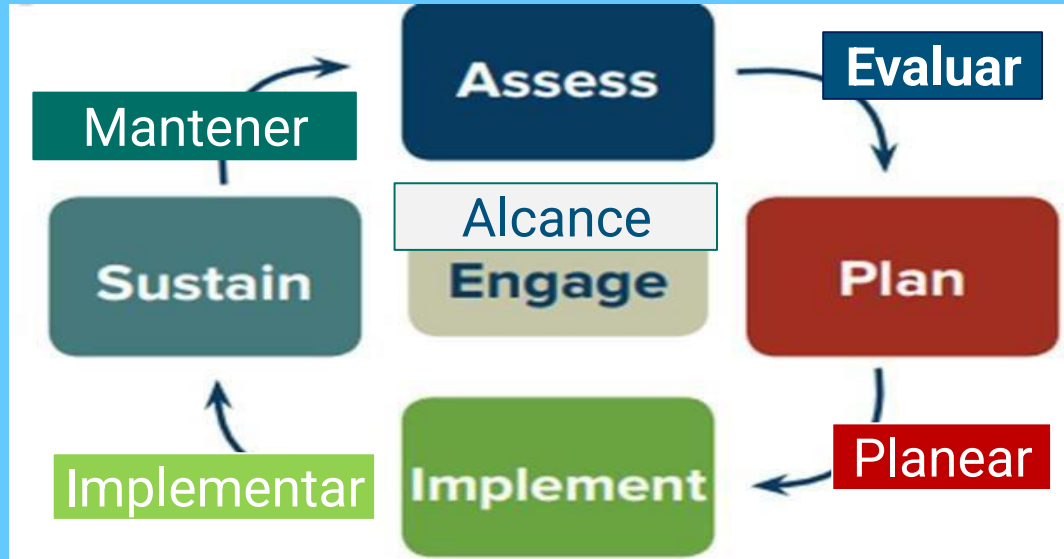 Assess
Evaluar
Mantener
Alcance
Sustain
Engage
Plan
Implementar
Implement
Planear